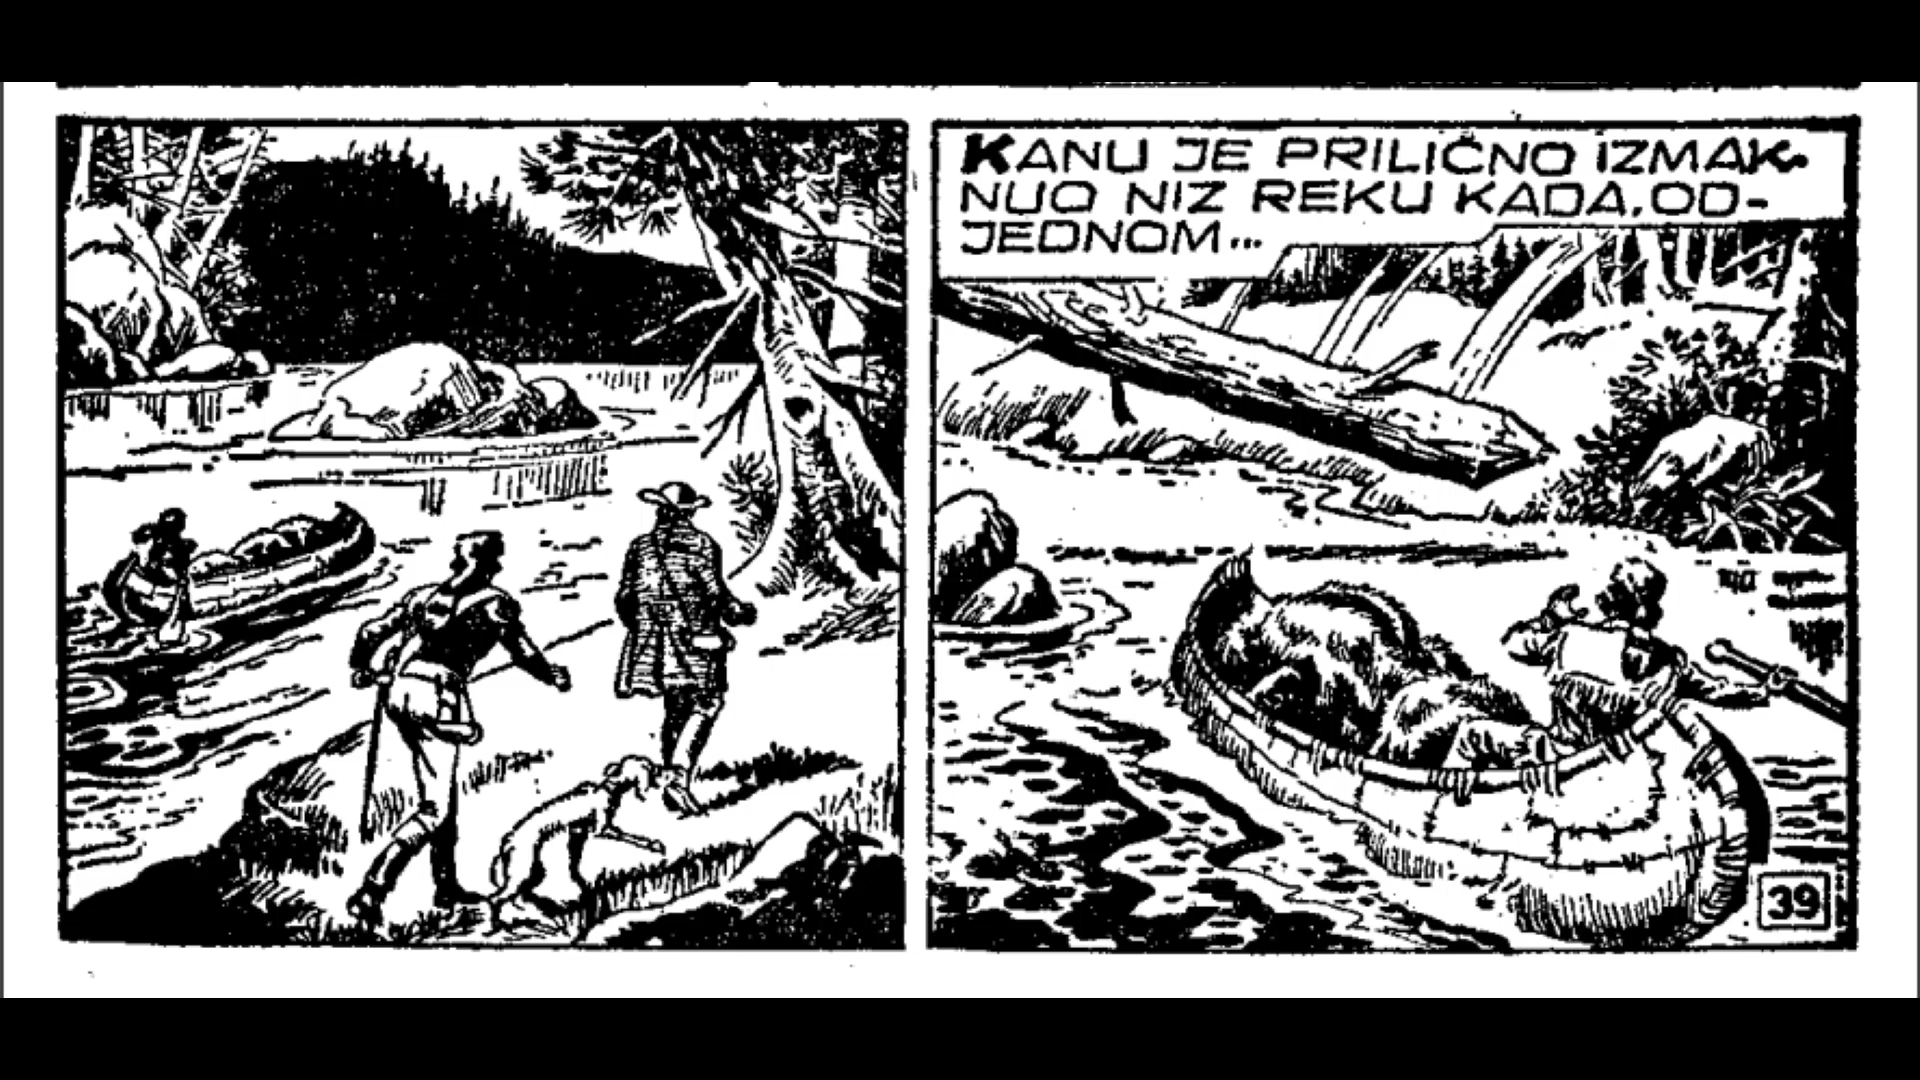 KANU JE PRILIČNO IZMAK-
NUO NIZ REKU KADA, OD-
JEDNOM...
39